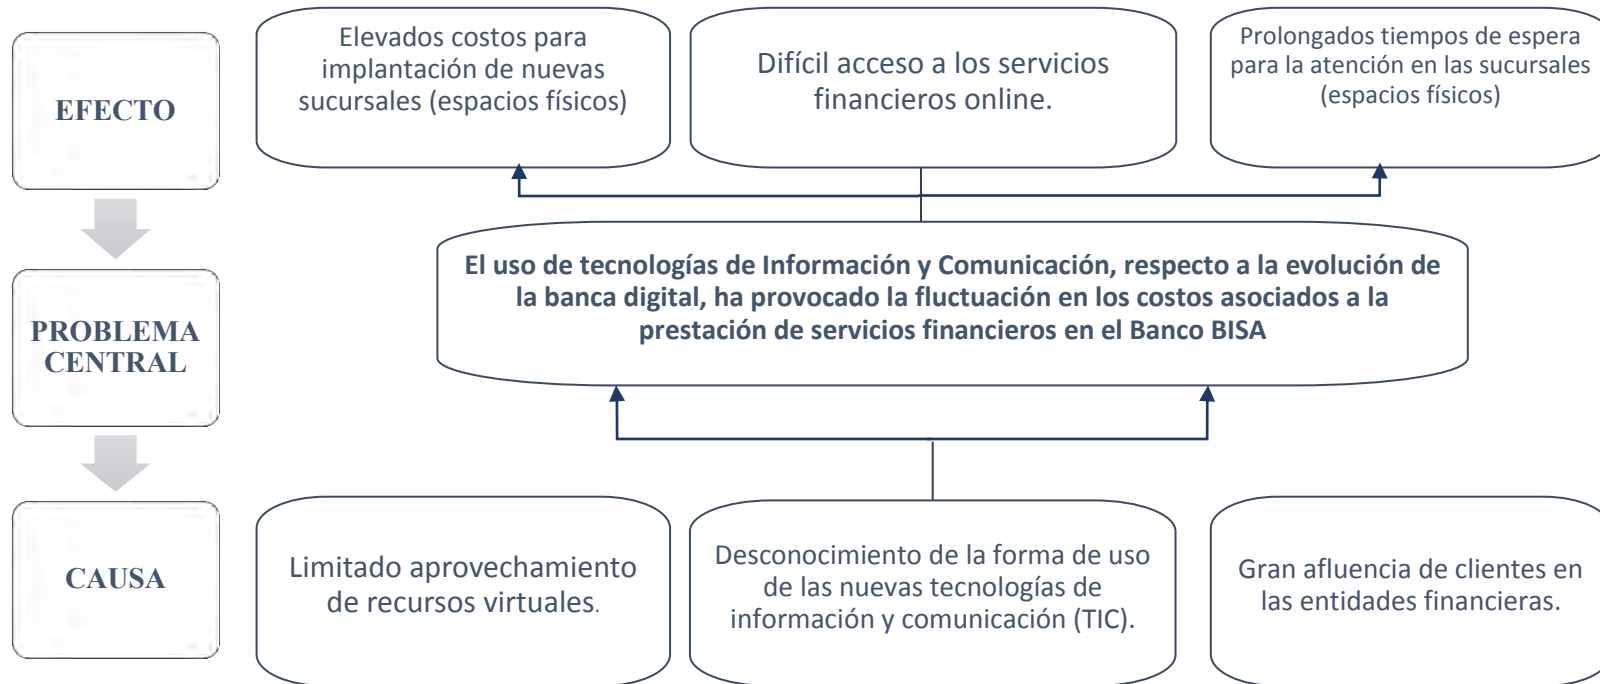 EFECTO
Elevados costos para
implantación de nuevas
sucursales (espacios físicos)
Difícil acceso a los servicios
financieros online.
Prolongados tiempos de espera
para la atención en las sucursales
(espacios físicos)
PROBLEMA
CENTRAL
El uso de tecnologías de Información y Comunicación, respecto a la evolución de
la banca digital, ha provocado la fluctuación en los costos asociados a la
prestación de servicios financieros en el Banco BISA
CAUSA
Limitado aprovechamiento
de recursos virtuales.
Desconocimiento de la forma de uso
de las nuevas tecnologías de
información y comunicación (TIC).
Gran afluencia de clientes en
las entidades financieras.